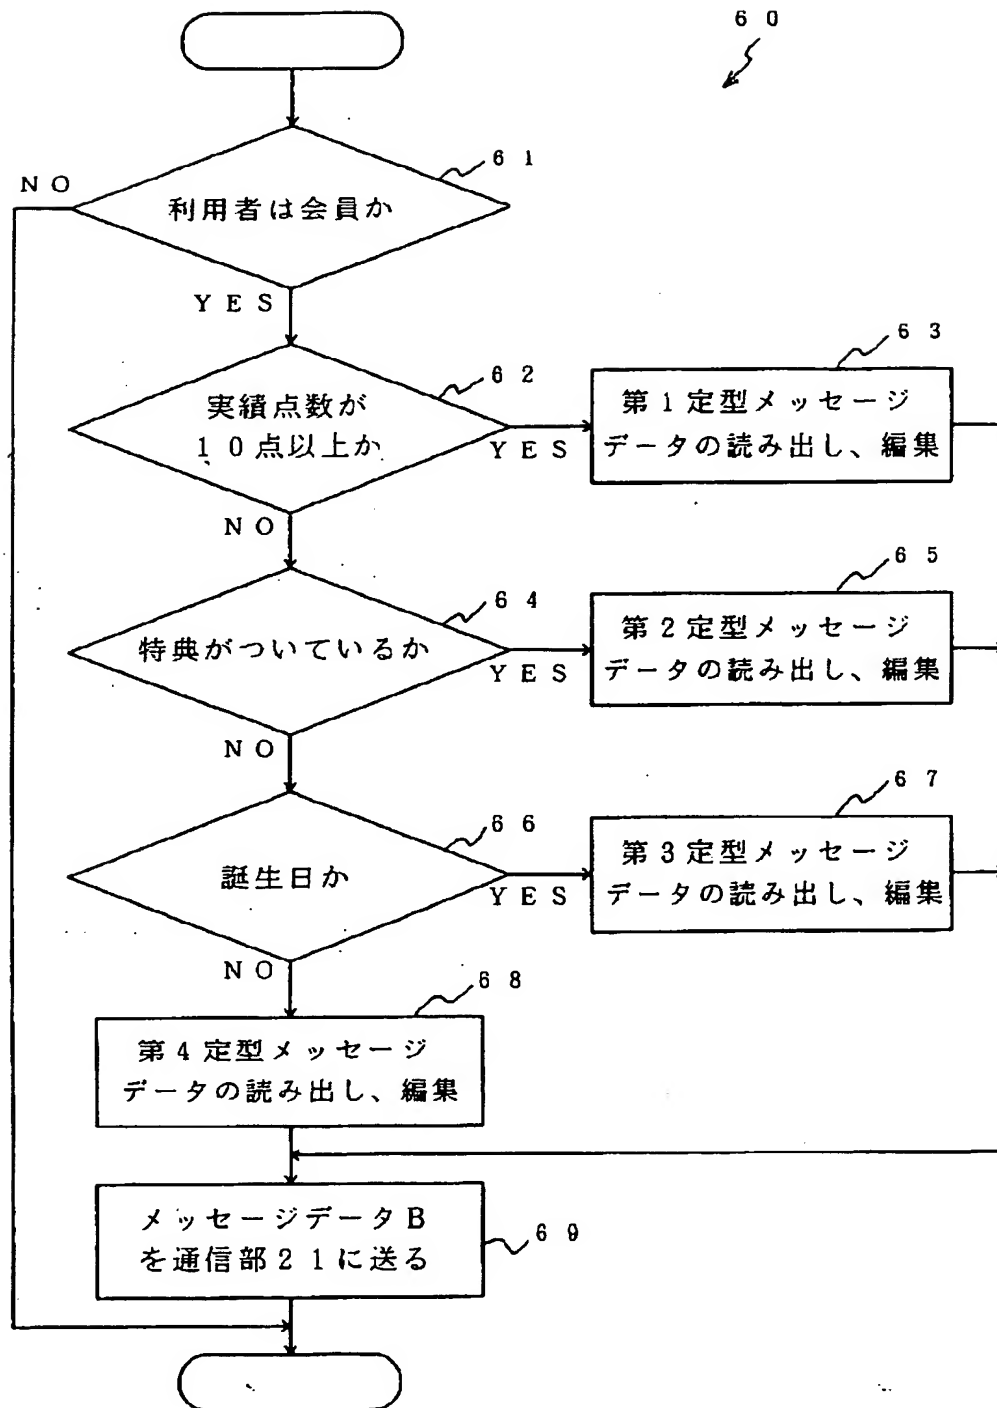 ６０
６１
ＮＯ
利用者は会員か
ＹＥＳ
６２
実績点数が
１０点以上か
ＹＥＳ
６３
第１定型メッセージ
データの読み出し、編集
ＮＯ
６４
特典がついているか
ＹＥＳ
６５
第２定型メッセージ
データの読み出し、編集
ＮＯ
６６
誕生日か
ＹＥＳ
６７
第３定型メッセージ
データの読み出し、編集
ＮＯ
６８
第４定型メッセージ
データの読み出し、編集
メッセージデータＢ
を通信部２１に送る
６９